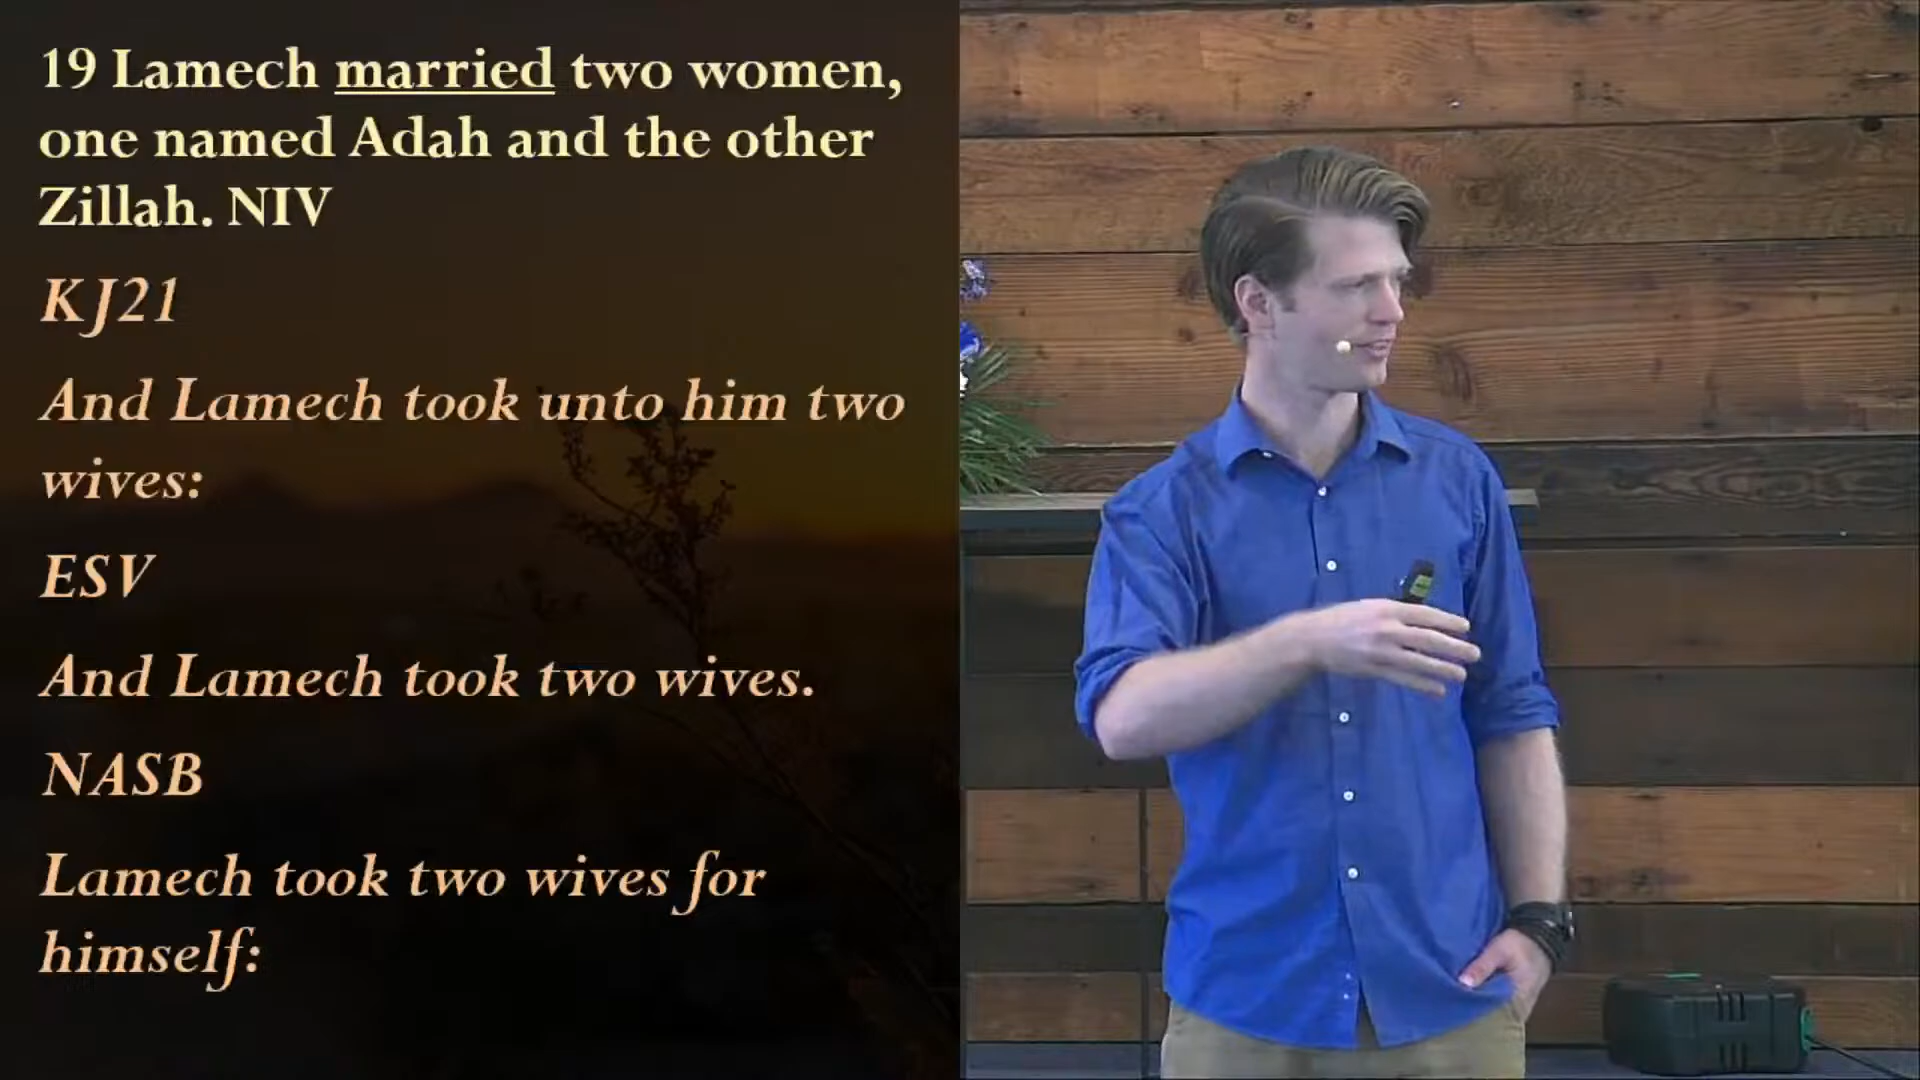 19 Lamech married two women,
one named Adah and the other
Zillah. NIV
KJ21
And Lamech took unto him two
wives:
ESV
And Lamech took two wives.
NASB
Lamech took two wives for
himself: